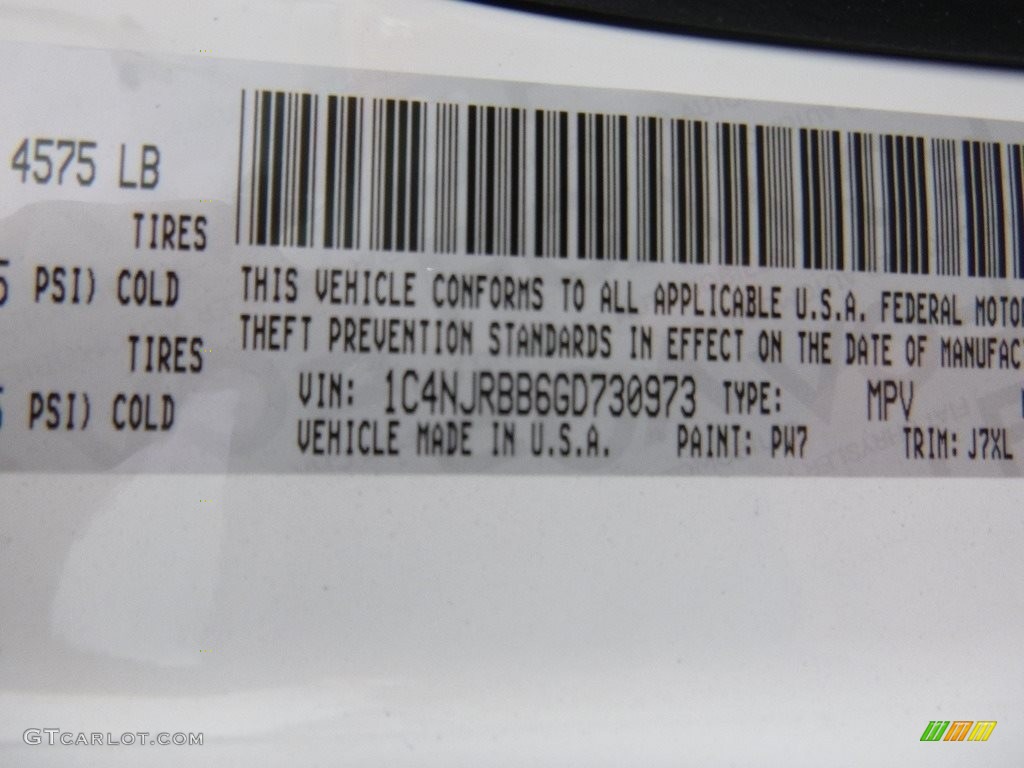 4575 LB
TIRES
5 PSI) COLD
TIRES
PSI) COLD
THIS VEHICLE CONFORMS TO ALL APPLICABLE U.S.A. FEDERAL MOTO
THEFT PREVENTION STANDARDS IN EFFECT ON THE DATE OF MANUFAC
VIN: 1C4NJRBB6GD730973 TYPE: MPV
VEHICLE MADE IN U.S.A. PAINT: PW7 TRIM: J7XL
GTCARLOT.COM